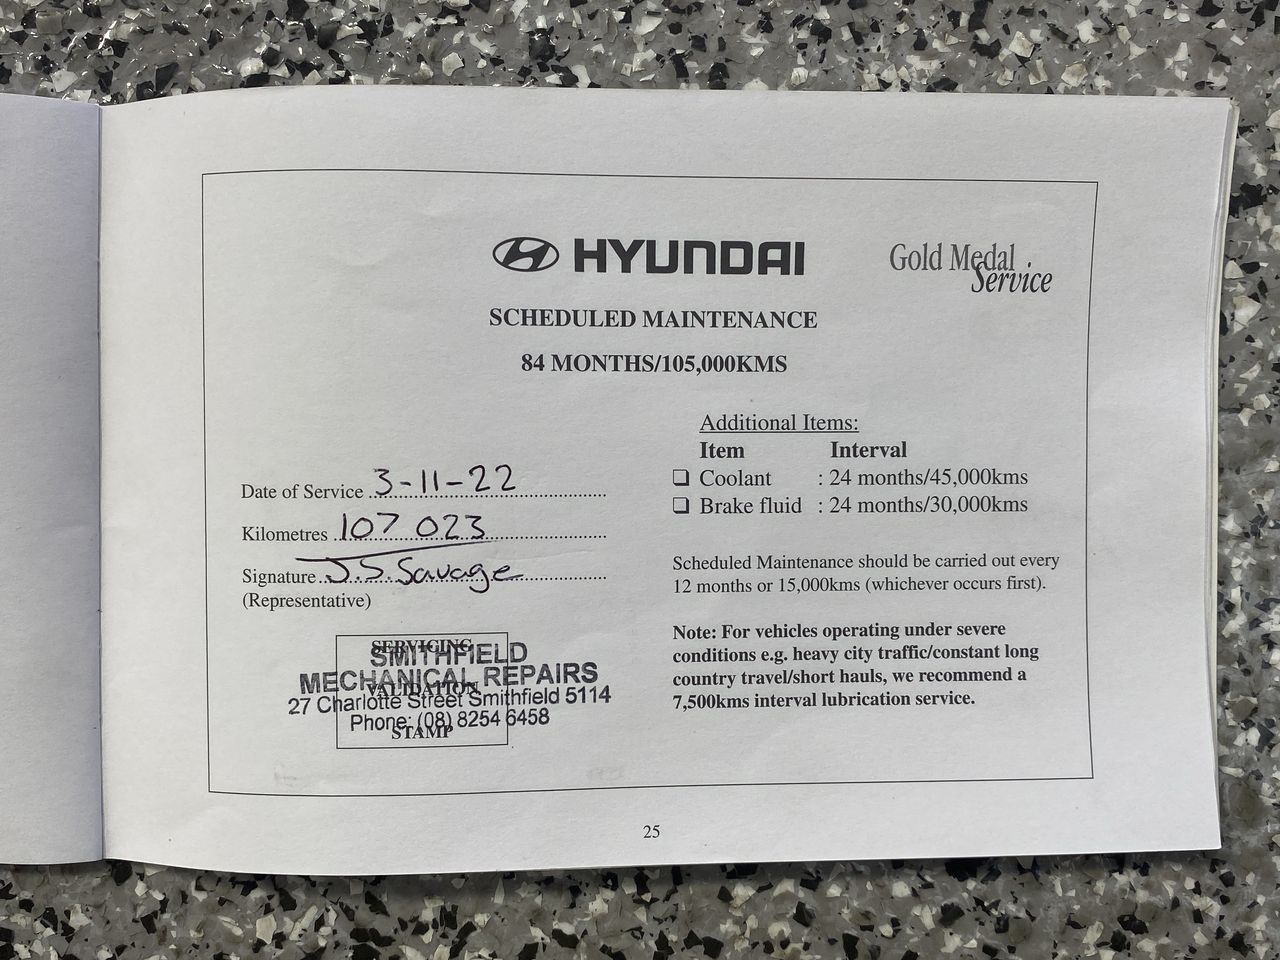 HYUNDAI
Gold Medal
Service
SCHEDULED MAINTENANCE
84 MONTHS/105,000KMS
Additional Items:
Item Interval
❑ Coolant : 24 months/45,000kms
❑ Brake fluid : 24 months/30,000kms
Date of Service 3-11-22
Kilometres 107 023
Signature J.S.Savage
(Representative)
Scheduled Maintenance should be carried out every
12 months or 15,000kms (whichever occurs first).
Note: For vehicles operating under severe
conditions e.g. heavy city traffic/constant long
country travel/short hauls, we recommend a
7,500kms interval lubrication service.
SERVICING
SMITHFIELD
MECHANICAL REPAIRS
VALIDATION
27 Charlotte Street Smithfield 5114
Phone: (08) 8254 6458
STAMP
25